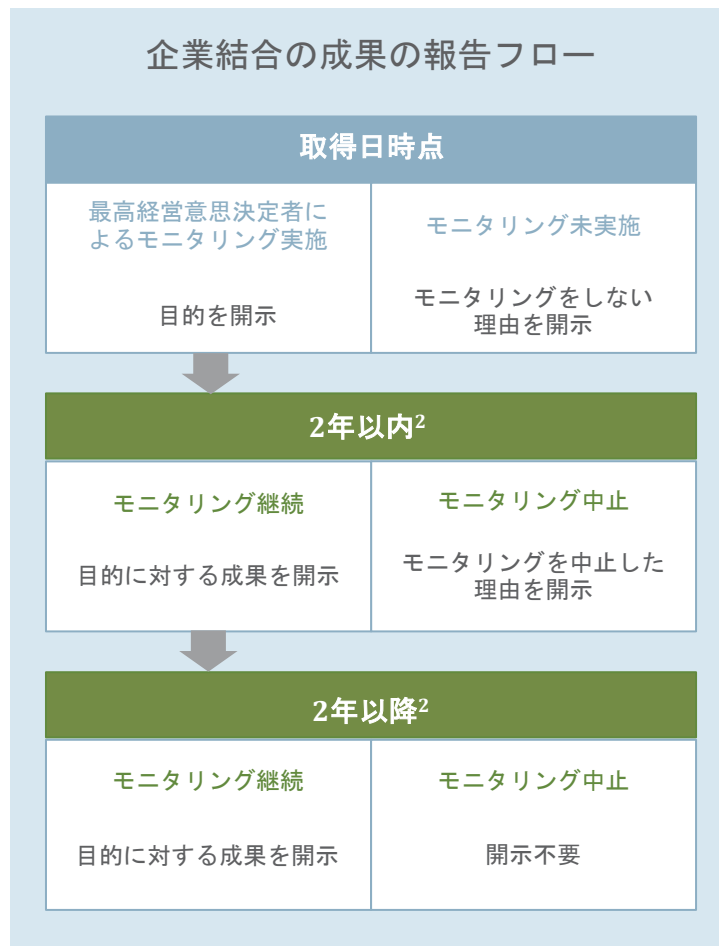 企業結合の成果の報告フロー
取得日時点
最高経営意思決定者に
よるモニタリング実施
目的を開示
モニタリング未実施
モニタリングをしない
理由を開示
2年以内²
モニタリング継続
目的に対する成果を開示
モニタリング中止
モニタリングを中止した
理由を開示
2年以降²
モニタリング継続
目的に対する成果を開示
モニタリング中止
開示不要